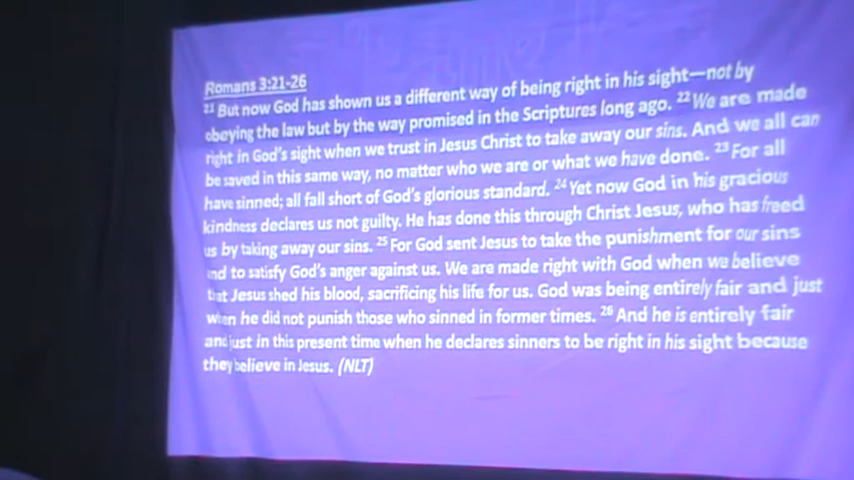 Romans 3:21-26
21 But now God has shown us a different way of being right in his sight—not by
obeying the law but by the way promised in the Scriptures long ago. 22 We are made
right in God's sight when we trust in Jesus Christ to take away our sins. And we all can
be saved in this same way, no matter who we are or what we have done. 23 For all
have sinned; all fall short of God's glorious standard. 24 Yet now God in his gracious
kindness declares us not guilty. He has done this through Christ Jesus, who has freed
us by taking away our sins. 25 For God sent Jesus to take the punishment for our sins
and to satisfy God's anger against us. We are made right with God when we believe
that Jesus shed his blood, sacrificing his life for us. God was being entirely fair and just
when he did not punish those who sinned in former times. 26 And he is entirely fair
and just in this present time when he declares sinners to be right in his sight because
they believe in Jesus. (NLT)